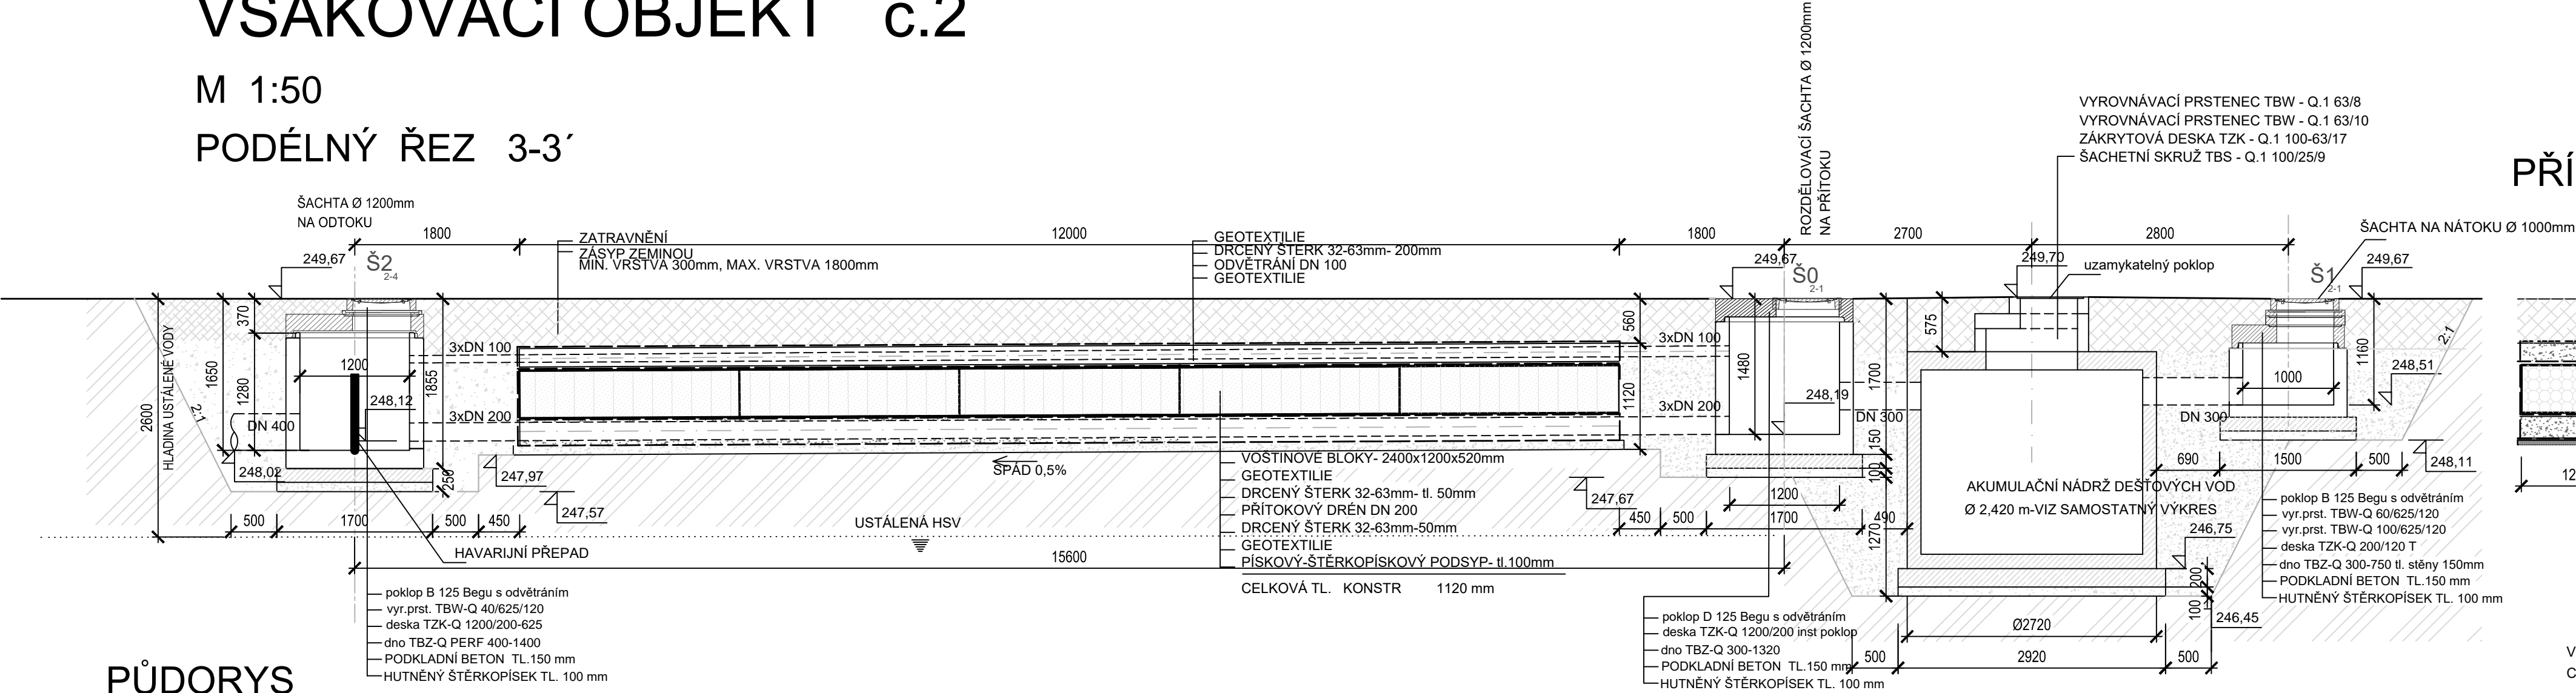 VSAKOVACÍ OBJEKT č.2
M 1:50
PODÉLNÝ ŘEZ 3-3´
ŠACHTA Ø 1200mm
NA ODTOKU
1800
12000
1800
2700
2800
ROZDĚLOVACÍ ŠACHTA Ø 1200mm
NA PŘÍTOKU
VYROVNÁVACÍ PRSTENEC TBW - Q.1 63/8
VYROVNÁVACÍ PRSTENEC TBW - Q.1 63/10
ZÁKRYTOVÁ DESKA TZK - Q.1 100-63/17
ŠACHETNÍ SKRUŽ TBS - Q.1 100/25/9
PŘÍ
ŠACHTA NA NÁTOKU Ø 1000mm
ZATRAVNĚNÍ
ZÁSYP ZEMINOU
MIN. VRSTVA 300mm, MAX. VRSTVA 1800mm
GEOTEXTILIE
DRCENÝ ŠTERK 32-63mm- 200mm
ODVĚTRÁNÍ DN 100
GEOTEXTILIE
249,67
Š2
2-4
249,67
Š0
2-1
249,70
uzamykatelný poklop
Š1
2-1
249,67
HLADINA USTÁLENÉ VODY
2600
1650
370
1280
2:1
1200
1855
248,12
DN 400
248,02
250
3xDN 100
3xDN 200
247,97
247,57
SPÁD 0,5%
560
1120
3xDN 100
3xDN 200
1480
248,19
1700
DN 300
150
100
1270
575
DN 300
1000
1160
248,51
2:1
248,11
500
1700
500
450
USTÁLENÁ HSV
HAVARIJNÍ PŘEPAD
15600
VOSTINOVÉ BLOKY- 2400x1200x520mm
GEOTEXTILIE
DRCENÝ ŠTERK 32-63mm- tl. 50mm
PŘÍTOKOVÝ DRÉN DN 200
DRCENÝ ŠTERK 32-63mm-50mm
GEOTEXTILIE
PÍSKOVÝ-ŠTĚRKOPÍSKOVÝ PODSYP- tl.100mm
CELKOVÁ TL. KONSTR 1120 mm
247,67
1200
450
500
1700
490
690
1500
500
AKUMULAČNÍ NÁDRŽ DEŠŤOVÝCH VOD
Ø 2,420 m-VIZ SAMOSTATNÝ VÝKRES
246,75
200
100
246,45
Ø2720
500
2920
500
poklop B 125 Begu s odvětráním
vyr.prst. TBW-Q 60/625/120
vyr.prst. TBW-Q 100/625/120
deska TZK-Q 200/120 T
dno TBZ-Q 300-750 tl. stěny 150mm
PODKLADNÍ BETON TL.150 mm
HUTNĚNÝ ŠTĚRKOPÍSEK TL. 100 mm
poklop B 125 Begu s odvětráním
vyr.prst. TBW-Q 40/625/120
deska TZK-Q 1200/200-625
dno TBZ-Q PERF 400-1400
PODKLADNÍ BETON TL.150 mm
HUTNĚNÝ ŠTĚRKOPÍSEK TL. 100 mm
poklop D 125 Begu s odvětráním
deska TZK-Q 1200/200 inst poklop
dno TBZ-Q 300-1320
PODKLADNÍ BETON TL.150 mm
HUTNĚNÝ ŠTĚRKOPÍSEK TL. 100 mm
PŮDORYS
12
V